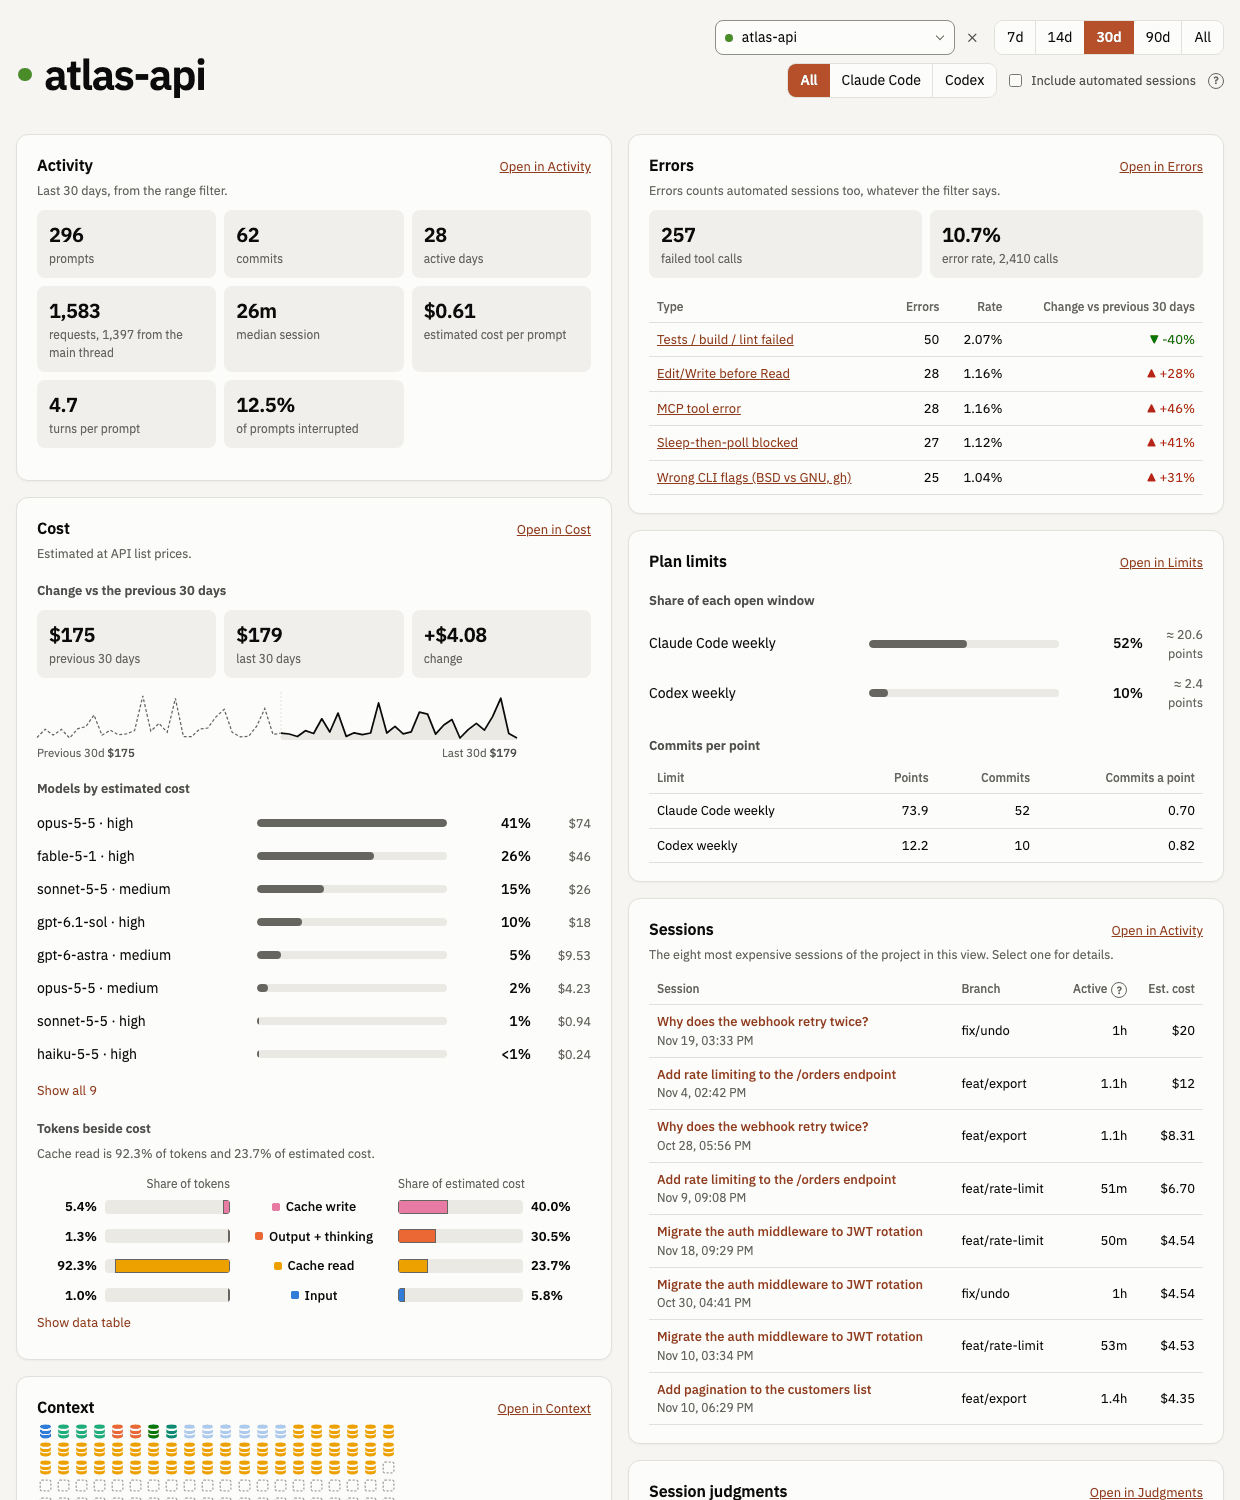 atlas-api
atlas-api
×
7d 14d 30d 90d All
All Claude Code Codex
Include automated sessions ?
Activity
Open in Activity
Last 30 days, from the range filter.
296
prompts
62
commits
28
active days
1,583
requests, 1,397 from the
main thread
26m
median session
$0.61
estimated cost per prompt
4.7
turns per prompt
12.5%
of prompts interrupted
Cost
Open in Cost
Estimated at API list prices.
Change vs the previous 30 days
$175
previous 30 days
$179
last 30 days
+$4.08
change
Previous 30d $175
Last 30d $179
Models by estimated cost
opus-5-5 · high 41% $74
fable-5-1 · high 26% $46
sonnet-5-5 · medium 15% $26
gpt-6.1-sol · high 10% $18
gpt-6-astra · medium 5% $9.53
opus-5-5 · medium 2% $4.23
sonnet-5-5 · high 1% $0.94
haiku-5-5 · high <1% $0.24
Show all 9
Tokens beside cost
Cache read is 92.3% of tokens and 23.7% of estimated cost.
Share of tokens Share of estimated cost
5.4% Cache write 40.0%
1.3% Output + thinking 30.5%
92.3% Cache read 23.7%
1.0% Input 5.8%
Show data table
Context
Open in Context
Errors
Open in Errors
Errors counts automated sessions too, whatever the filter says.
257
failed tool calls
10.7%
error rate, 2,410 calls
Type Errors Rate Change vs previous 30 days
Tests / build / lint failed 50 2.07% ▼ -40%
Edit/Write before Read 28 1.16% ▲ +28%
MCP tool error 28 1.16% ▲ +46%
Sleep-then-poll blocked 27 1.12% ▲ +41%
Wrong CLI flags (BSD vs GNU, gh) 25 1.04% ▲ +31%
Plan limits
Open in Limits
Share of each open window
Claude Code weekly 52% ≈ 20.6
points
Codex weekly 10% ≈ 2.4
points
Commits per point
Limit Points Commits Commits a point
Claude Code weekly 73.9 52 0.70
Codex weekly 12.2 10 0.82
Sessions
Open in Activity
The eight most expensive sessions of the project in this view. Select one for details.
Session Branch Active ? Est. cost
Why does the webhook retry twice? fix/undo 1h $20
Nov 19, 03:33 PM
Add rate limiting to the /orders endpoint feat/export 1.1h $12
Nov 4, 02:42 PM
Why does the webhook retry twice? feat/export 1.1h $8.31
Oct 28, 05:56 PM
Add rate limiting to the /orders endpoint feat/rate-limit 51m $6.70
Nov 9, 09:08 PM
Migrate the auth middleware to JWT rotation feat/rate-limit 50m $4.54
Nov 18, 09:29 PM
Migrate the auth middleware to JWT rotation fix/undo 1h $4.54
Oct 30, 04:41 PM
Migrate the auth middleware to JWT rotation feat/rate-limit 53m $4.53
Nov 10, 03:34 PM
Add pagination to the customers list feat/export 1.4h $4.35
Nov 10, 06:29 PM
Session judgments
Open in Judgments